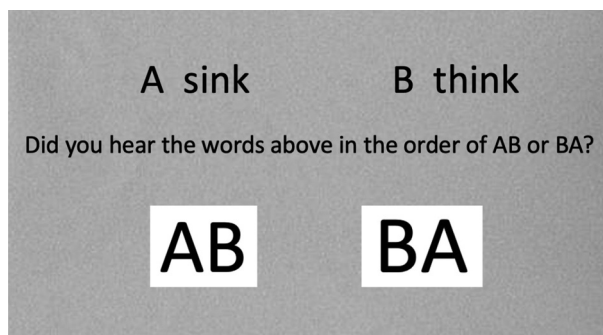 A sink B think
Did you hear the words above in the order of AB or BA?
AB BA